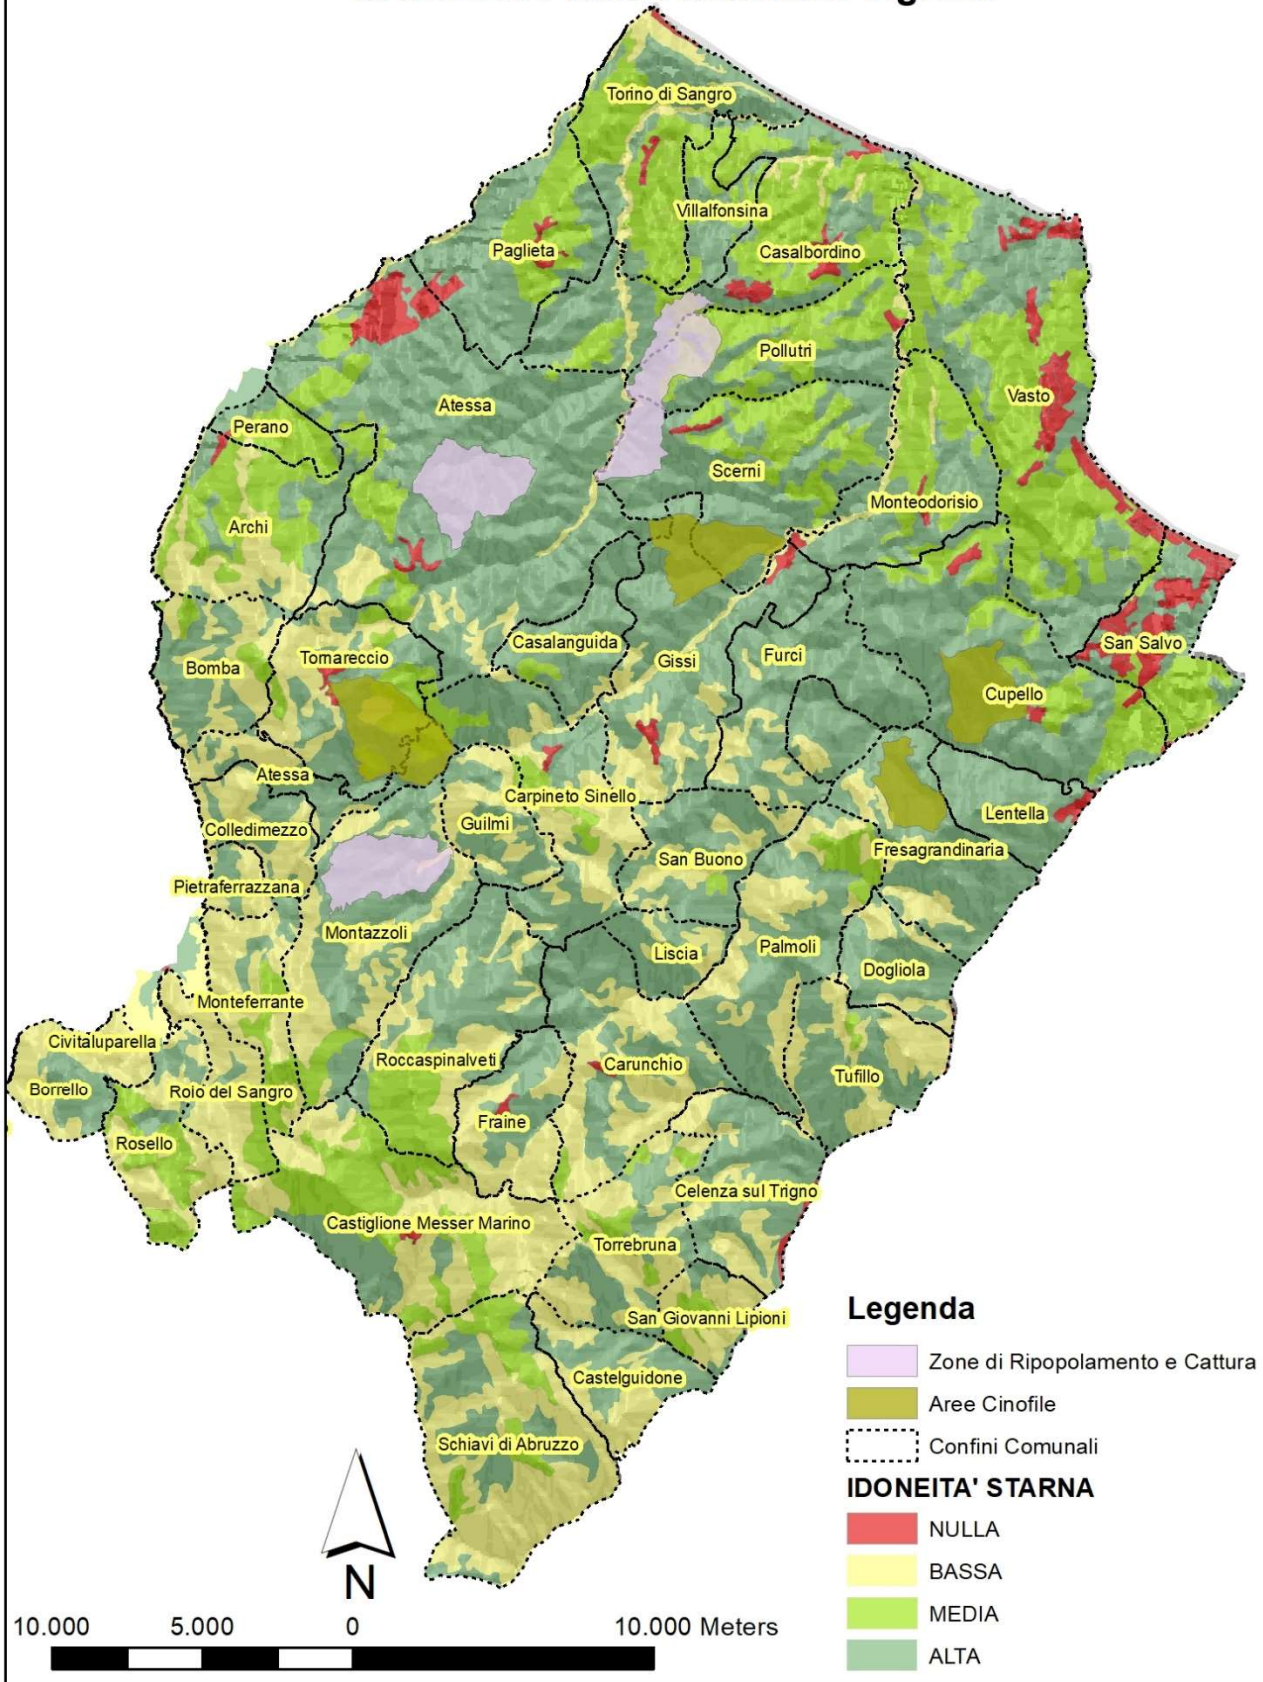 Torino di Sangro
Villalfonsina
Paglieta
Casalbordino
Pollutri
Vasto
Atessa
Perano
Scerni
Monteodorisio
Archi
Casalanguida
San Salvo
Bomba
Tornareccio
Gissi
Furci
Cupello
Atessa
Carpineto Sinello
Lentella
Colledimezzo
Guilmi
Fresagrandinaria
San Buono
Pietraferrazzana
Montazzoli
Liscia
Palmoli
Dogliola
Monteferrante
Civitaluparella
Roccaspinalveti
Carunchio
Borrello
Roio del Sangro
Tufillo
Fraine
Rosello
Celenza sul Trigno
Castiglione Messer Marino
Torrebruna
San Giovanni Lipioni
Castelguidone
Schiavi di Abruzzo
N
10.000 5.000 0 10.000 Meters
Legenda
Zone di Ripopolamento e Cattura
Aree Cinofile
Confini Comunali
IDONEITA' STARNA
NULLA
BASSA
MEDIA
ALTA